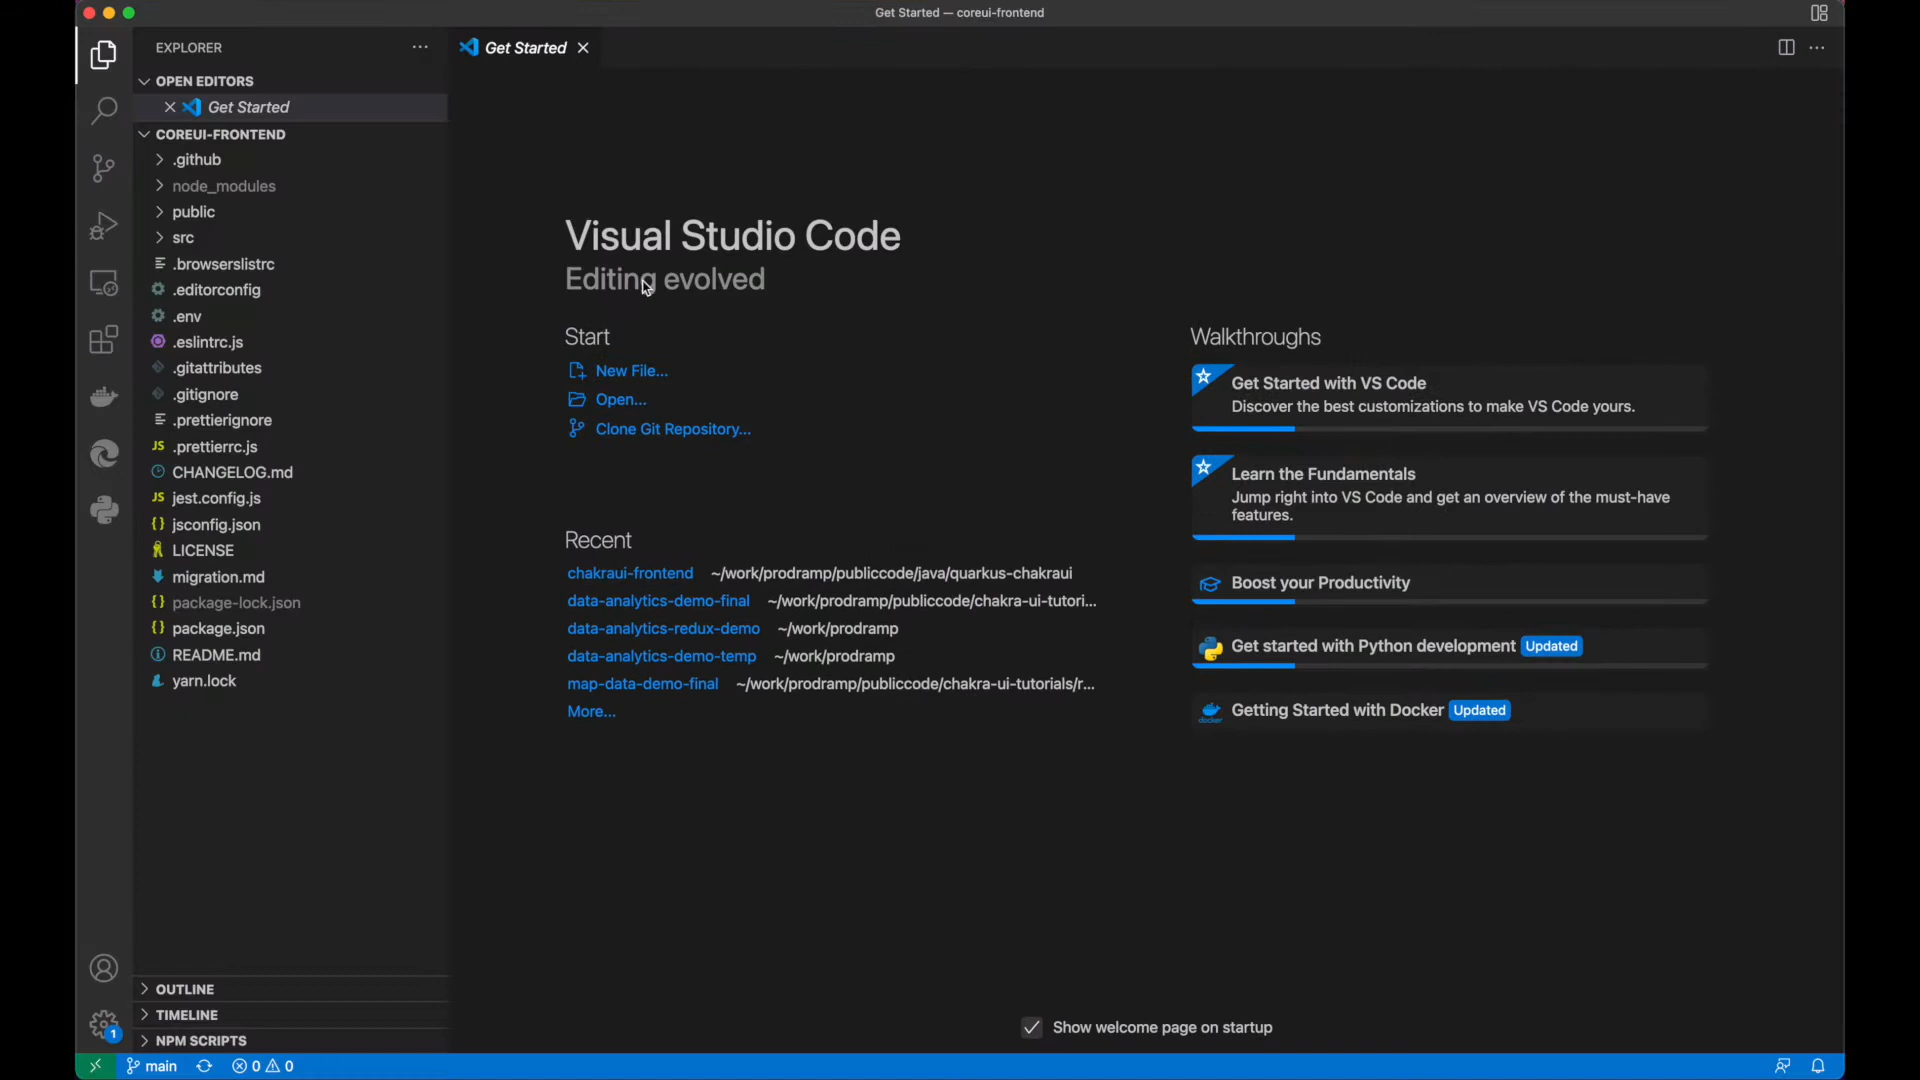 Get Started — coreui-frontend
EXPLORER
Get Started
OPEN EDITORS
Get Started
COREUI-FRONTEND
.github
node_modules
public
src
.browserslistrc
.editorconfig
.env
.eslintrc.js
.gitattributes
.gitignore
.prettierignore
JS .prettierrc.js
CHANGELOG.md
JS jest.config.js
{} jsconfig.json
LICENSE
migration.md
{} package-lock.json
{} package.json
README.md
yarn.lock
OUTLINE
TIMELINE
NPM SCRIPTS
Visual Studio Code
Editing evolved
Start
New File...
Open...
Clone Git Repository...
Recent
chakraui-frontend ~/work/prodramp/publiccode/java/quarkus-chakraui
data-analytics-demo-final ~/work/prodramp/publiccode/chakra-ui-tutori...
data-analytics-redux-demo ~/work/prodramp
data-analytics-demo-temp ~/work/prodramp
map-data-demo-final ~/work/prodramp/publiccode/chakra-ui-tutorials/r...
More...
Walkthroughs
Get Started with VS Code
Discover the best customizations to make VS Code yours.
Learn the Fundamentals
Jump right into VS Code and get an overview of the must-have
features.
Boost your Productivity
Get started with Python development Updated
docker
Getting Started with Docker Updated
Show welcome page on startup
1
main
0 0